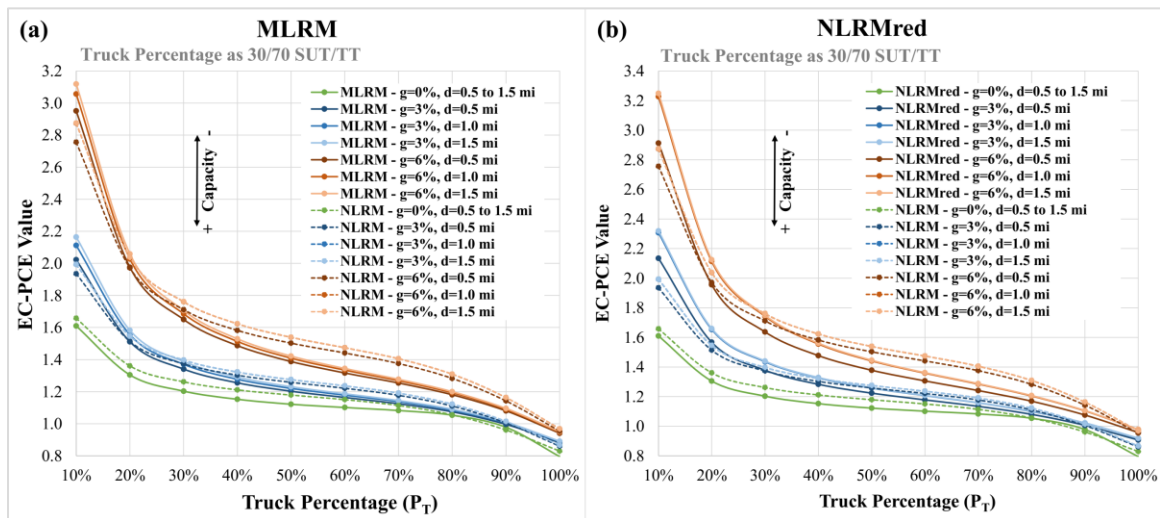 (a)
MLRM
Truck Percentage as 30/70 SUT/TT
3.2
3.0
2.8
2.6
2.4
2.2
2.0
1.8
1.6
1.4
1.2
1.0
0.8
EC-PCE Value
MLRM - g=0%, d=0.5 to 1.5 mi
MLRM - g=3%, d=0.5 mi
MLRM - g=3%, d=1.0 mi
MLRM - g=3%, d=1.5 mi
MLRM - g=6%, d=0.5 mi
MLRM - g=6%, d=1.0 mi
MLRM - g=6%, d=1.5 mi
NLRM - g=0%, d=0.5 to 1.5 mi
NLRM - g=3%, d=0.5 mi
NLRM - g=3%, d=1.0 mi
NLRM - g=3%, d=1.5 mi
NLRM - g=6%, d=0.5 mi
NLRM - g=6%, d=1.0 mi
NLRM - g=6%, d=1.5 mi
+ Capacity -
10% 20% 30% 40% 50% 60% 70% 80% 90% 100%
Truck Percentage (PT)
(b)
NLRMred
Truck Percentage as 30/70 SUT/TT
3.4
3.2
3.0
2.8
2.6
2.4
2.2
2.0
1.8
1.6
1.4
1.2
1.0
0.8
EC-PCE Value
NLRMred - g=0%, d=0.5 to 1.5 mi
NLRMred - g=3%, d=0.5 mi
NLRMred - g=3%, d=1.0 mi
NLRMred - g=3%, d=1.5 mi
NLRMred - g=6%, d=0.5 mi
NLRMred - g=6%, d=1.0 mi
NLRMred - g=6%, d=1.5 mi
NLRM - g=0%, d=0.5 to 1.5 mi
NLRM - g=3%, d=0.5 mi
NLRM - g=3%, d=1.0 mi
NLRM - g=3%, d=1.5 mi
NLRM - g=6%, d=0.5 mi
NLRM - g=6%, d=1.0 mi
NLRM - g=6%, d=1.5 mi
+ Capacity -
10% 20% 30% 40% 50% 60% 70% 80% 90% 100%
Truck Percentage (PT)